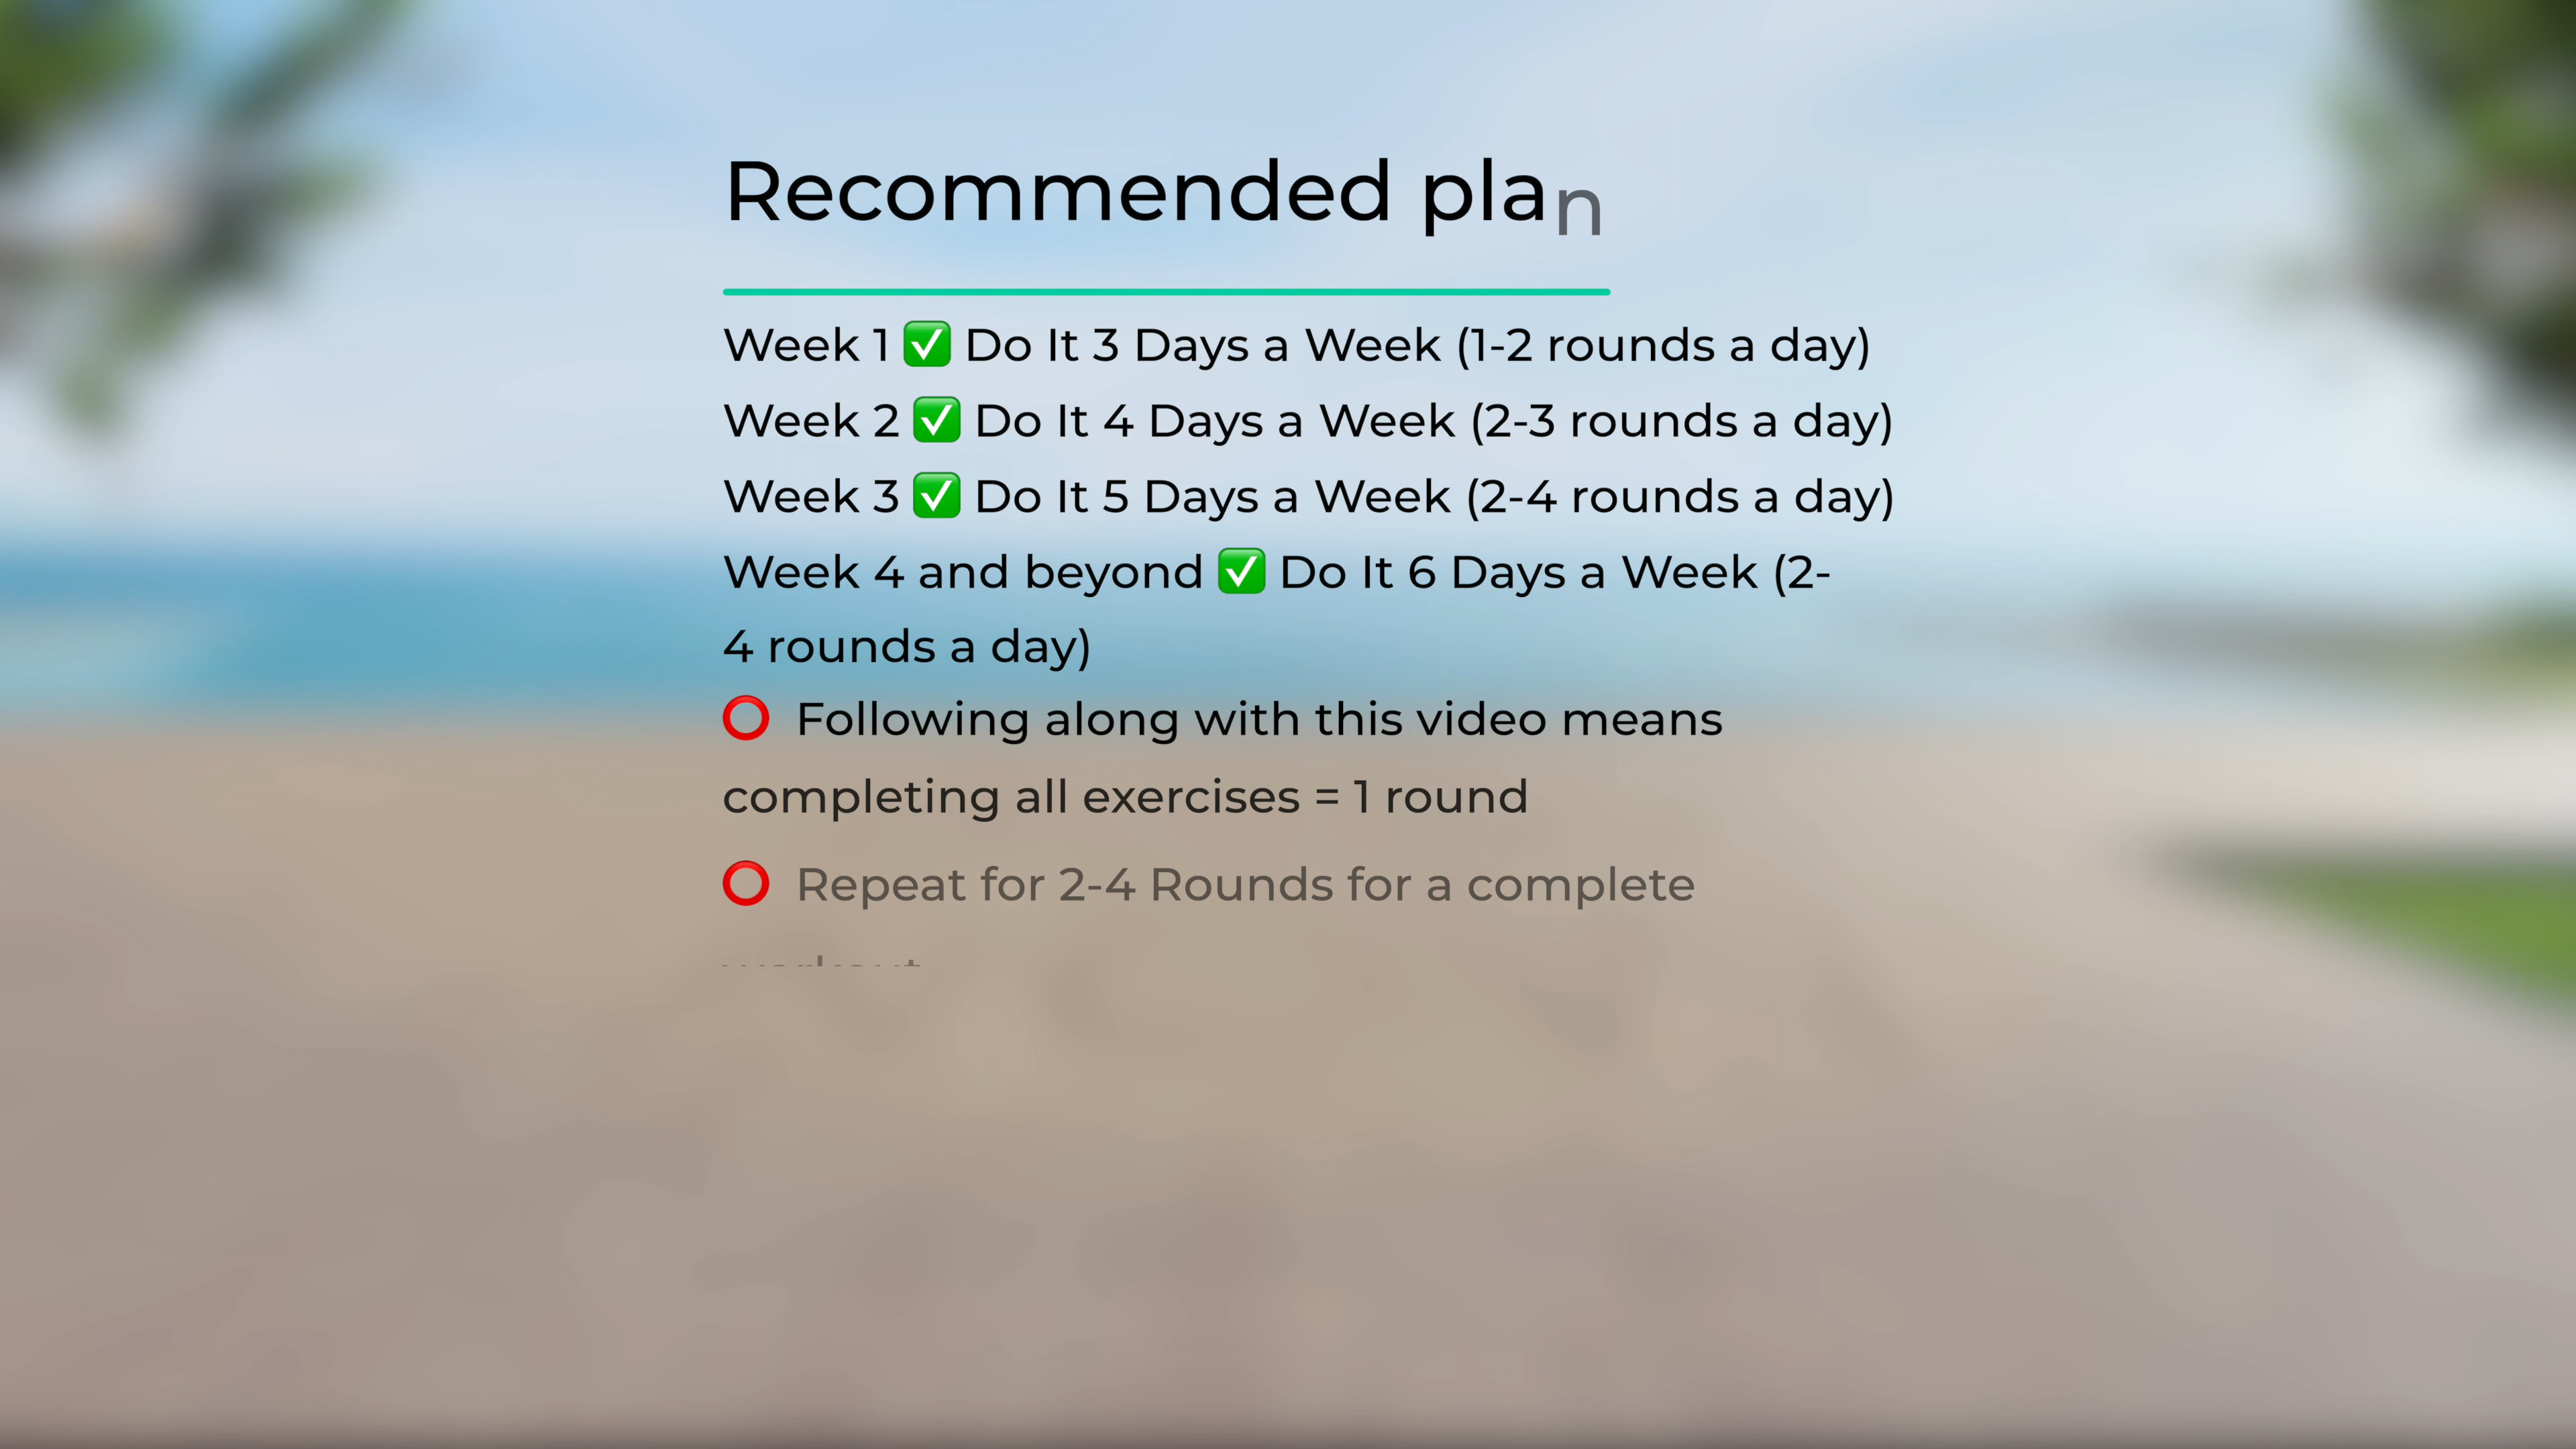 Recommended plan
Week 1 ✅ Do It 3 Days a Week (1-2 rounds a day)
Week 2 ✅ Do It 4 Days a Week (2-3 rounds a day)
Week 3 ✅ Do It 5 Days a Week (2-4 rounds a day)
Week 4 and beyond ✅ Do It 6 Days a Week (2-
4 rounds a day)
⭕ Following along with this video means
completing all exercises = 1 round
⭕ Repeat for 2-4 Rounds for a complete